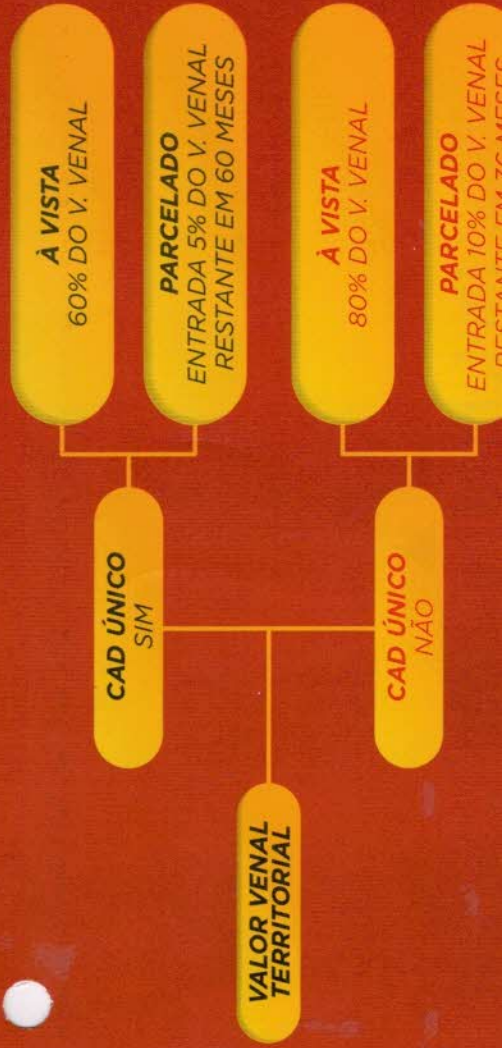 VALOR VENAL
TERRITORIAL
CAD ÚNICO
SIM
À VISTA
60% DO V. VENAL
PARCELADO
ENTRADA 5% DO V. VENAL
RESTANTE EM 60 MESES
CAD ÚNICO
NÃO
À VISTA
80% DO V. VENAL
PARCELADO
ENTRADA 10% DO V. VENAL